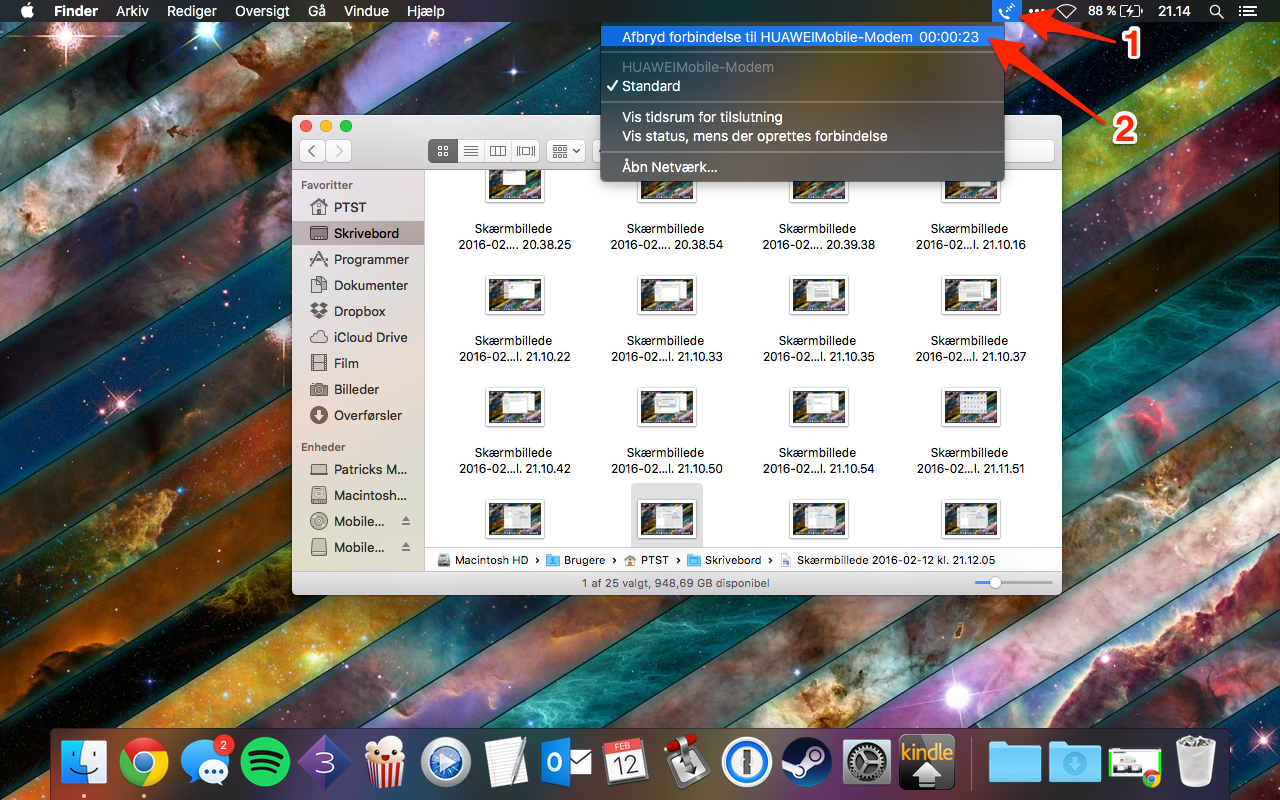 Finder Arkiv Rediger Oversigt Gå Vindue Hjælp 88 % 21.14
1
Afbryd forbindelse til HUAWEIMobile-Modem 00:00:23
HUAWEIMobile-Modem
✓ Standard
2
Vis tidsrum for tilslutning
Vis status, mens der oprettes forbindelse
Åbn Netværk...
Favoritter
PTST
Skrivebord
Programmer
Dokumenter
Dropbox
iCloud Drive
Film
Billeder
Overførsler
Enheder
Patricks M...
Macintosh...
Mobile...
Mobile...
Skærmbillede
2016-02.... 20.38.25
Skærmbillede
2016-02.... 20.38.54
Skærmbillede
2016-02.... 20.39.38
Skærmbillede
2016-02...l. 21.10.16
Skærmbillede
2016-02...l. 21.10.22
Skærmbillede
2016-02...l. 21.10.33
Skærmbillede
2016-02...l. 21.10.35
Skærmbillede
2016-02...l. 21.10.37
Skærmbillede
2016-02...l. 21.10.42
Skærmbillede
2016-02...l. 21.10.50
Skærmbillede
2016-02...l. 21.10.54
Skærmbillede
2016-02...l. 21.11.51
Macintosh HD › Brugere › PTST › Skrivebord › Skærmbillede 2016-02-12 kl. 21.12.05
1 af 25 valgt, 948,69 GB disponibel
2
3
FEB
12
kindle